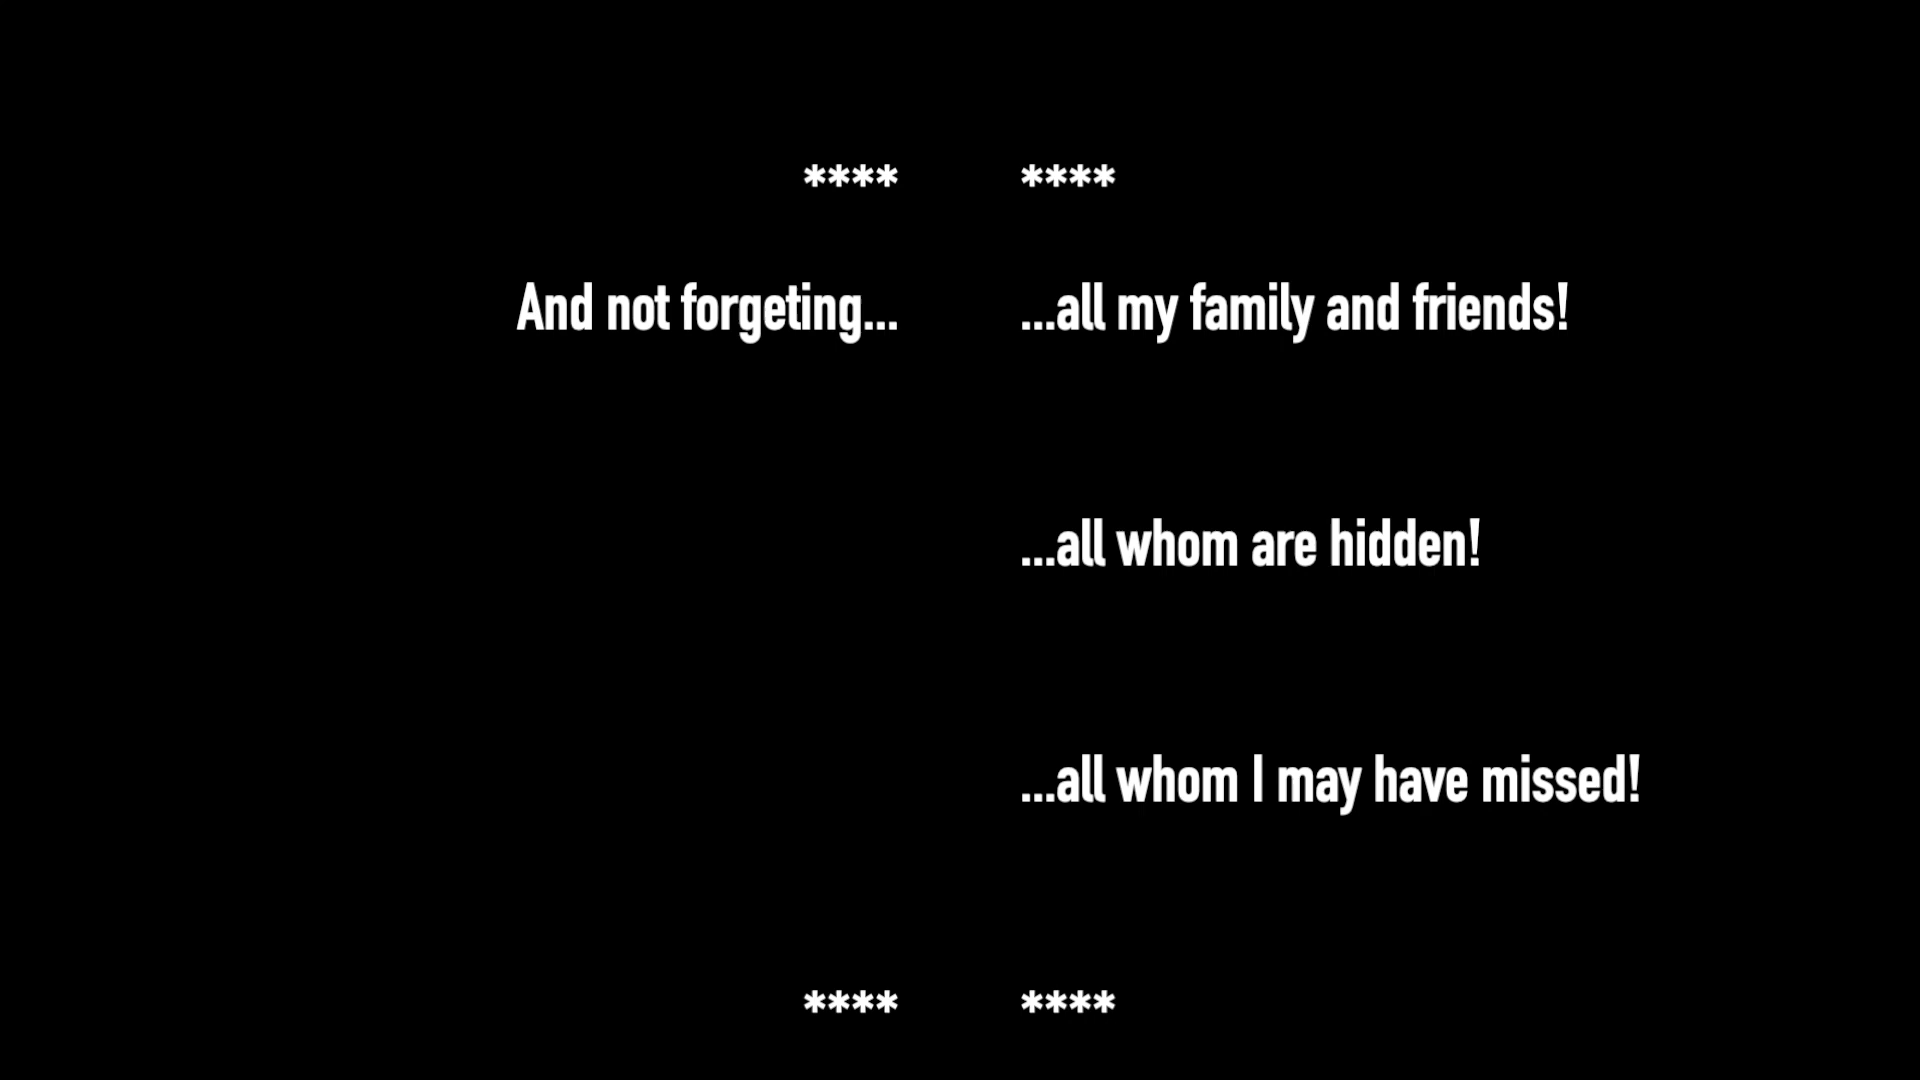 **** ****
And not forgeting... ...all my family and friends!
...all whom are hidden!
...all whom I may have missed!
**** ****